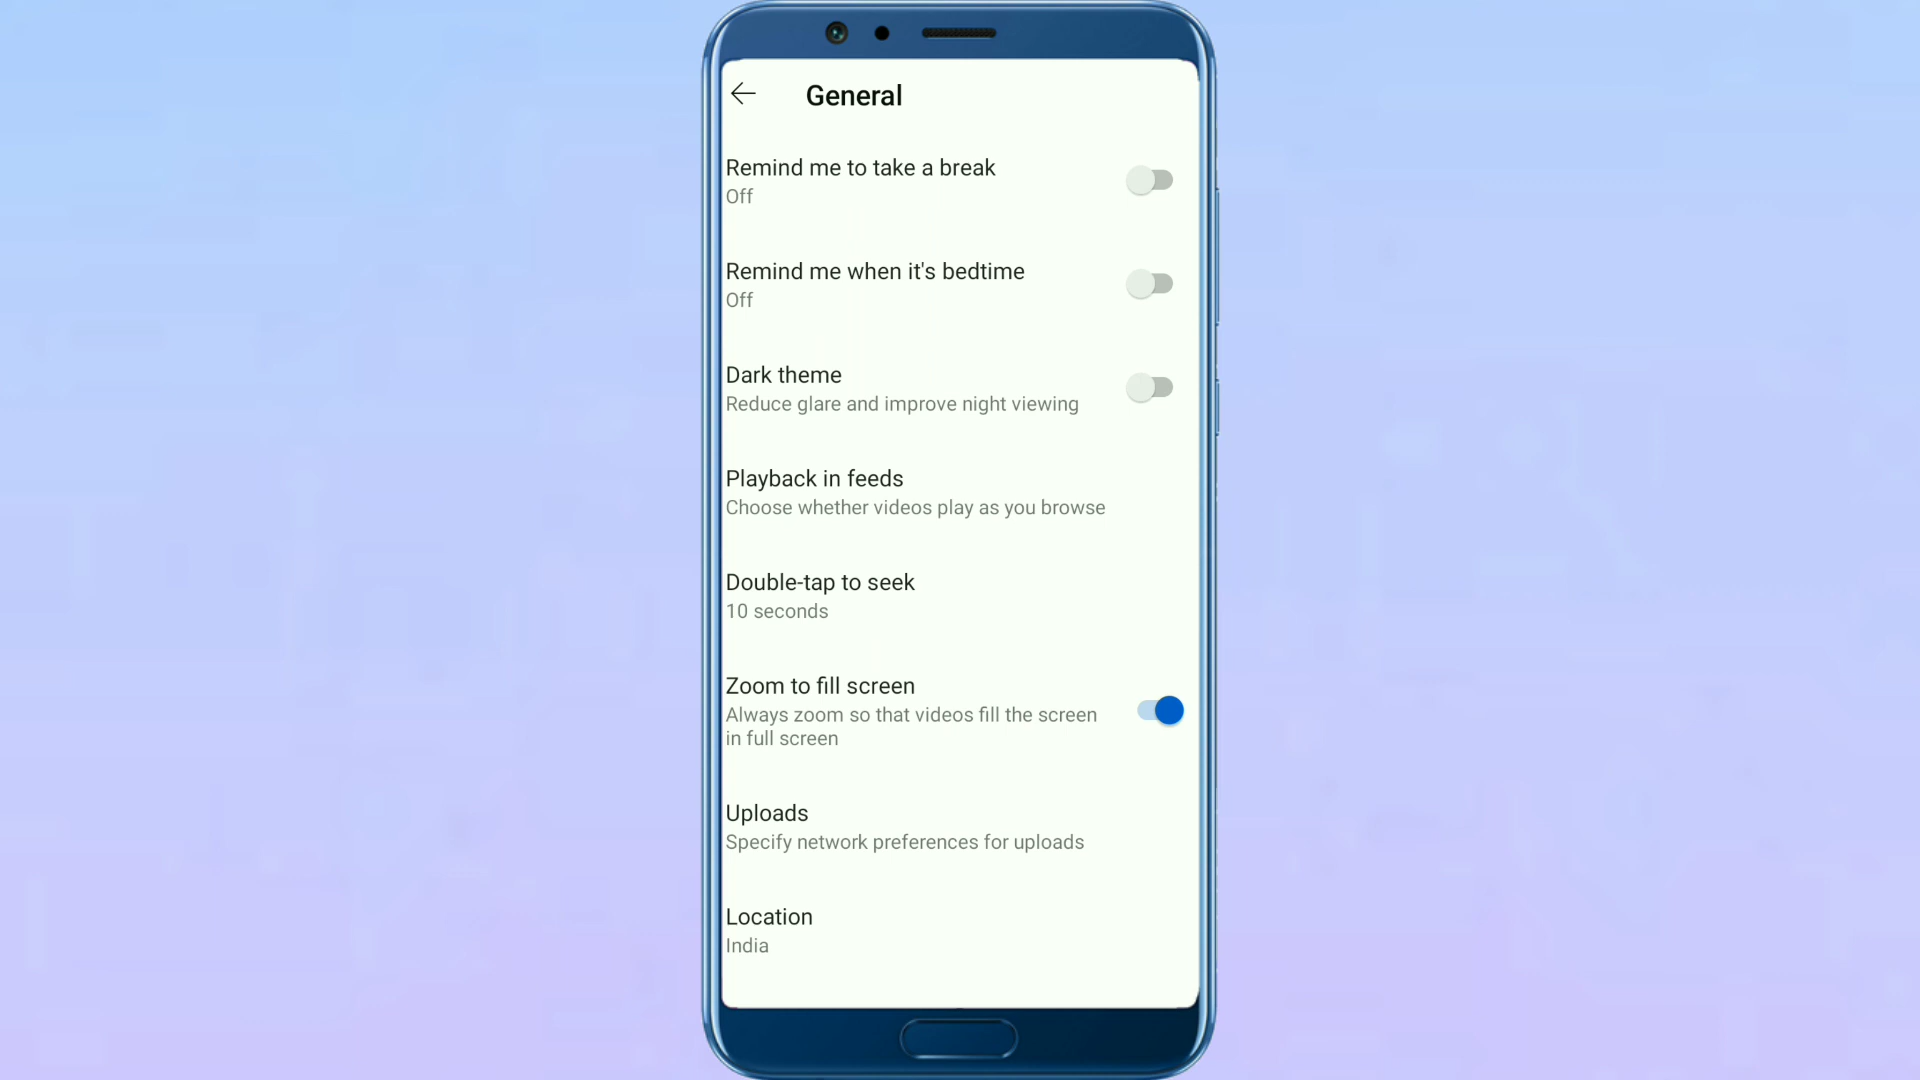 General
Remind me to take a break
Off
Remind me when it's bedtime
Off
Dark theme
Reduce glare and improve night viewing
Playback in feeds
Choose whether videos play as you browse
Double-tap to seek
10 seconds
Zoom to fill screen
Always zoom so that videos fill the screen
in full screen
Uploads
Specify network preferences for uploads
Location
India